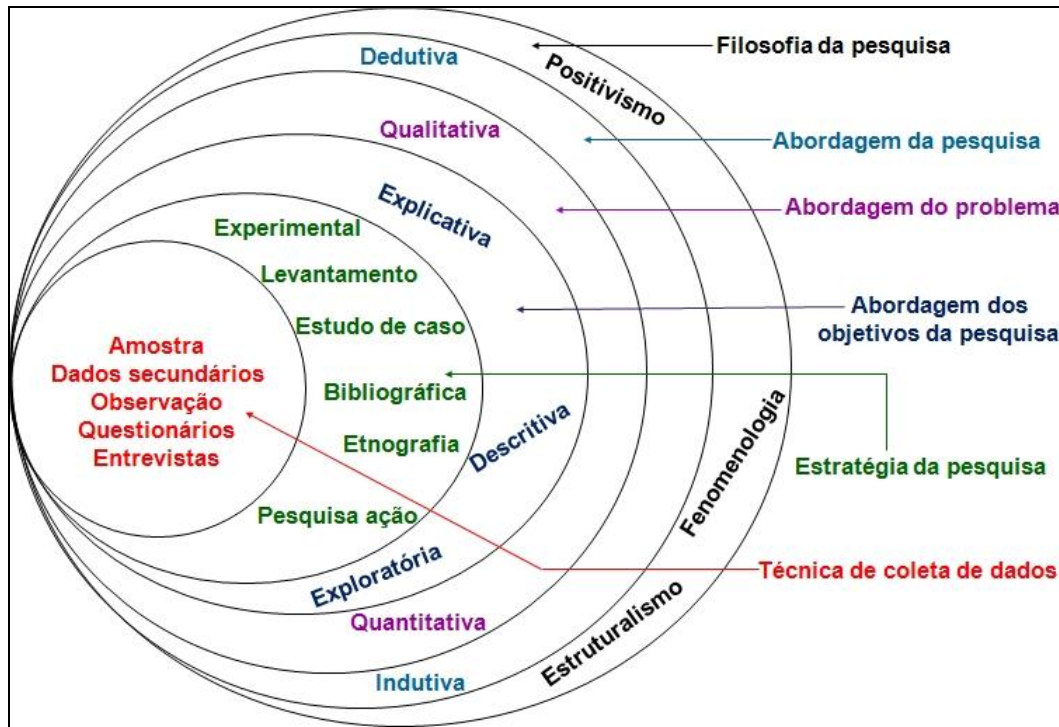 Filosofia da pesquisa
Positivismo
Dedutiva
Abordagem da pesquisa
Qualitativa
Abordagem do problema
Explicativa
Experimental
Levantamento
Abordagem dos
objetivos da pesquisa
Estudo de caso
Amostra
Dados secundários
Observação
Questionários
Entrevistas
Bibliográfica
Etnografia
Descritiva
Fenomenologia
Estratégia da pesquisa
Pesquisa ação
Exploratória
Técnica de coleta de dados
Quantitativa
Estruturalismo
Indutiva